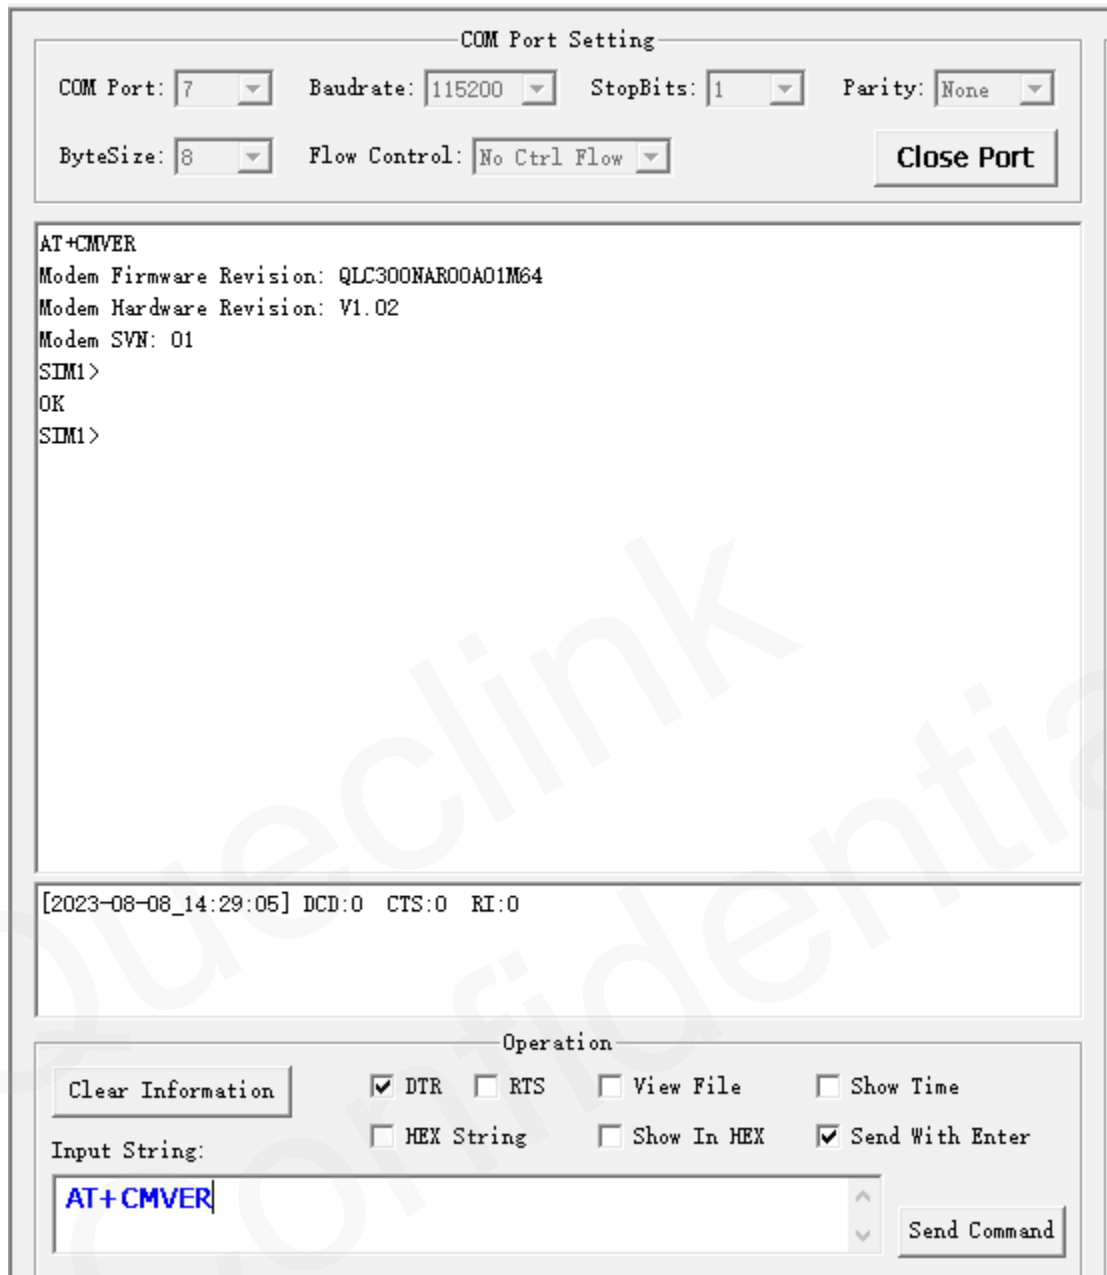 COM Port Setting
COM Port: 7 Baudrate: 115200 StopBits: 1 Parity: None
ByteSize: 8 Flow Control: No Ctrl Flow Close Port
AT+CMVER
Modem Firmware Revision: QLC300NAR00A01M64
Modem Hardware Revision: V1.02
Modem SVN: 01
SIM1>
OK
SIM1>
[2023-08-08_14:29:05] DCD:0 CTS:0 RI:0
Operation
Clear Information DTR RTS View File Show Time
HEX String Show In HEX Send With Enter
Input String:
AT+CMVER
Send Command
Queclink
Confidentia